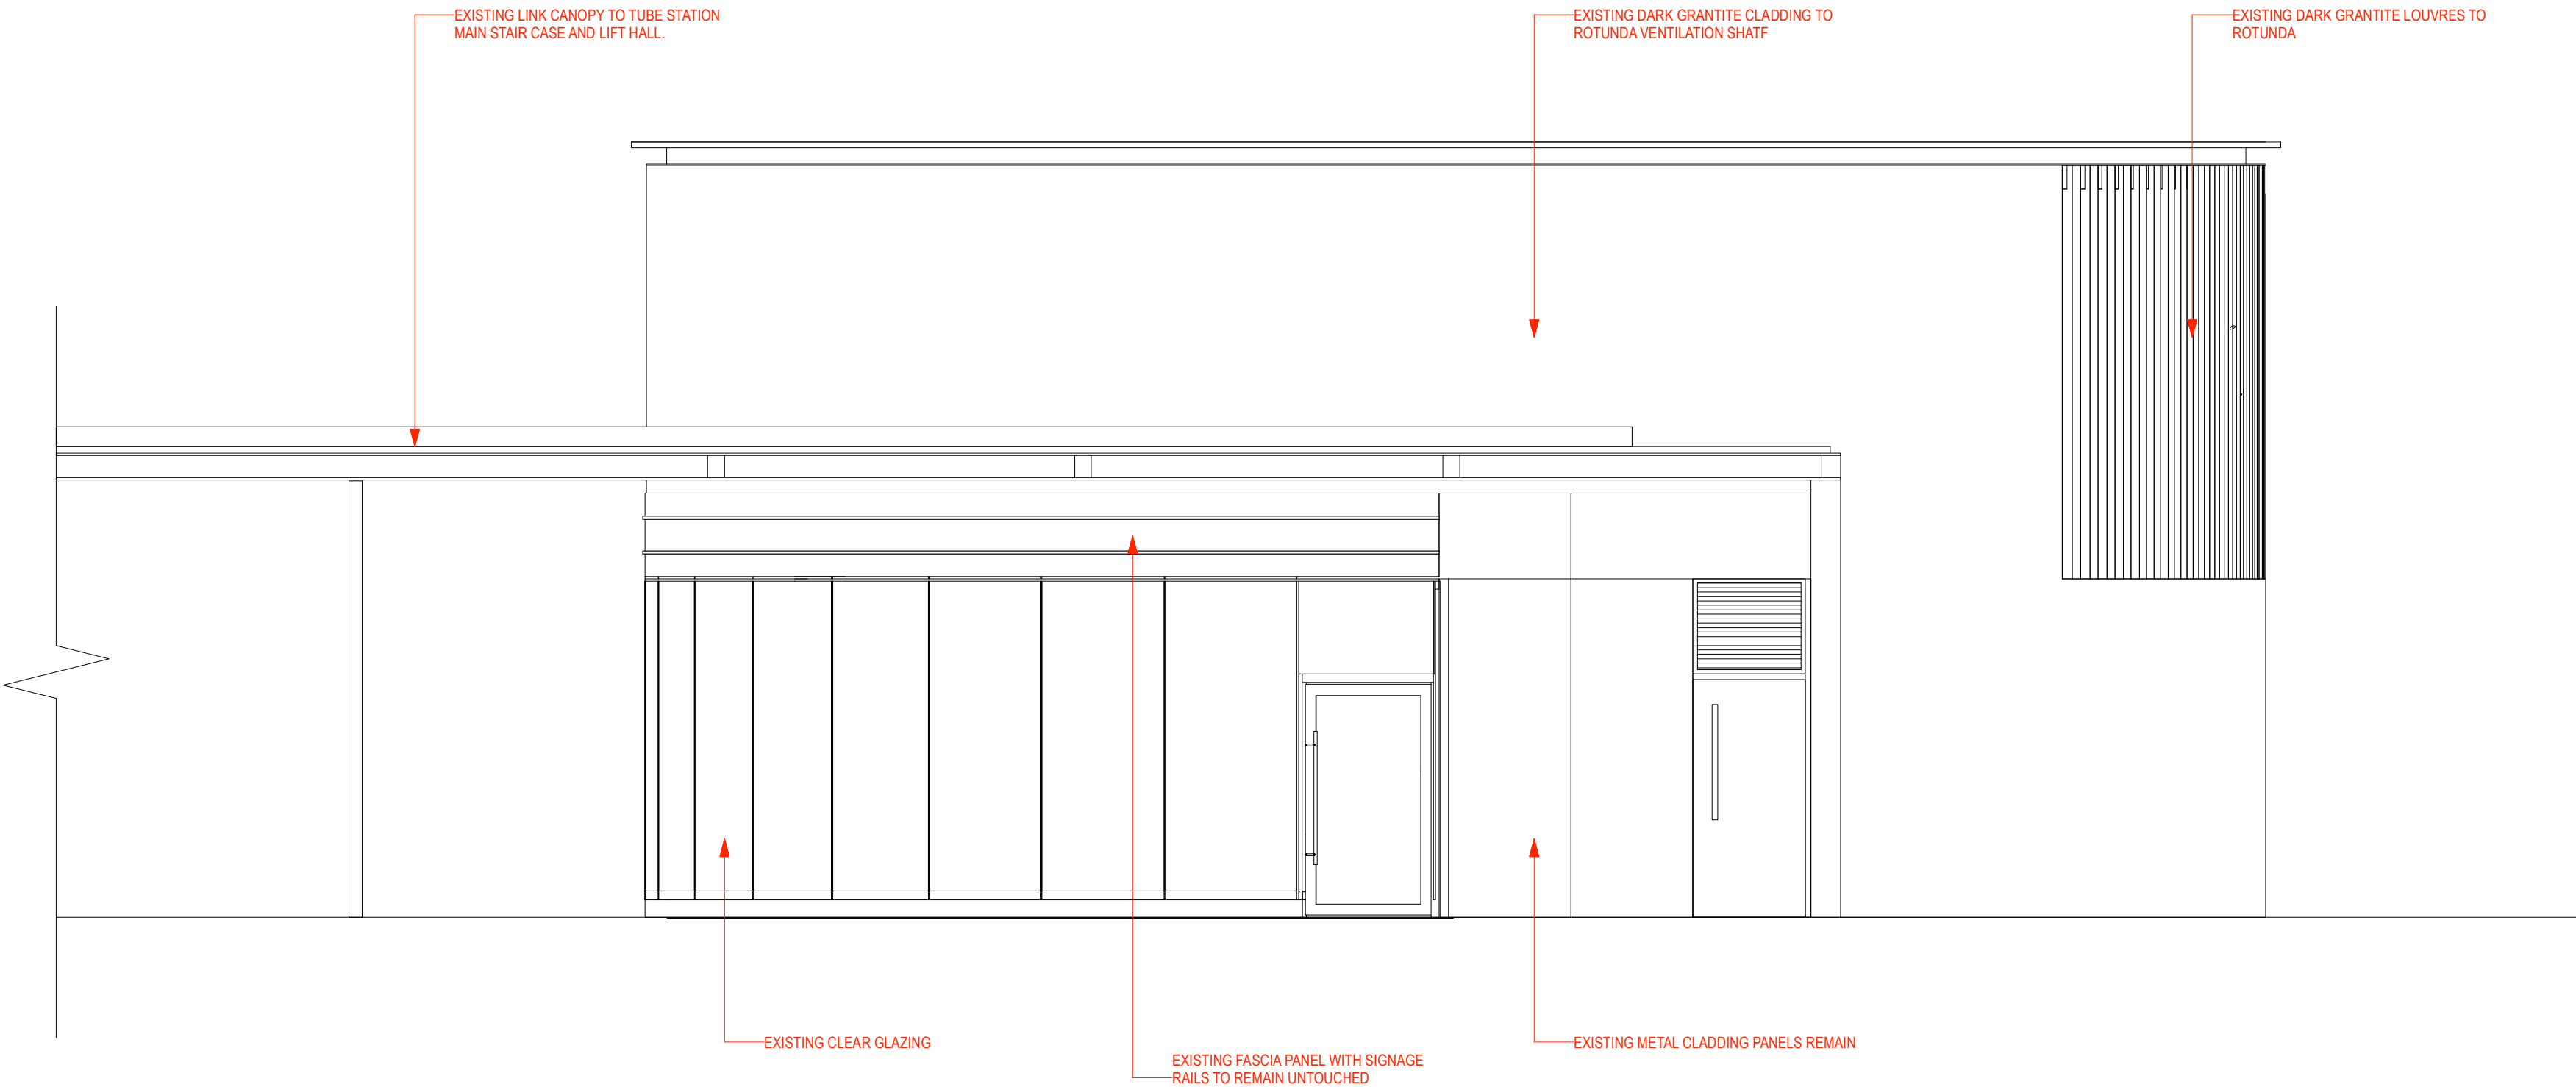 EXISTING LINK CANOPY TO TUBE STATION
MAIN STAIR CASE AND LIFT HALL.
EXISTING DARK GRANTITE CLADDING TO
ROTUNDA VENTILATION SHATF
EXISTING DARK GRANTITE LOUVRES TO
ROTUNDA
EXISTING CLEAR GLAZING
EXISTING FASCIA PANEL WITH SIGNAGE
RAILS TO REMAIN UNTOUCHED
EXISTING METAL CLADDING PANELS REMAIN